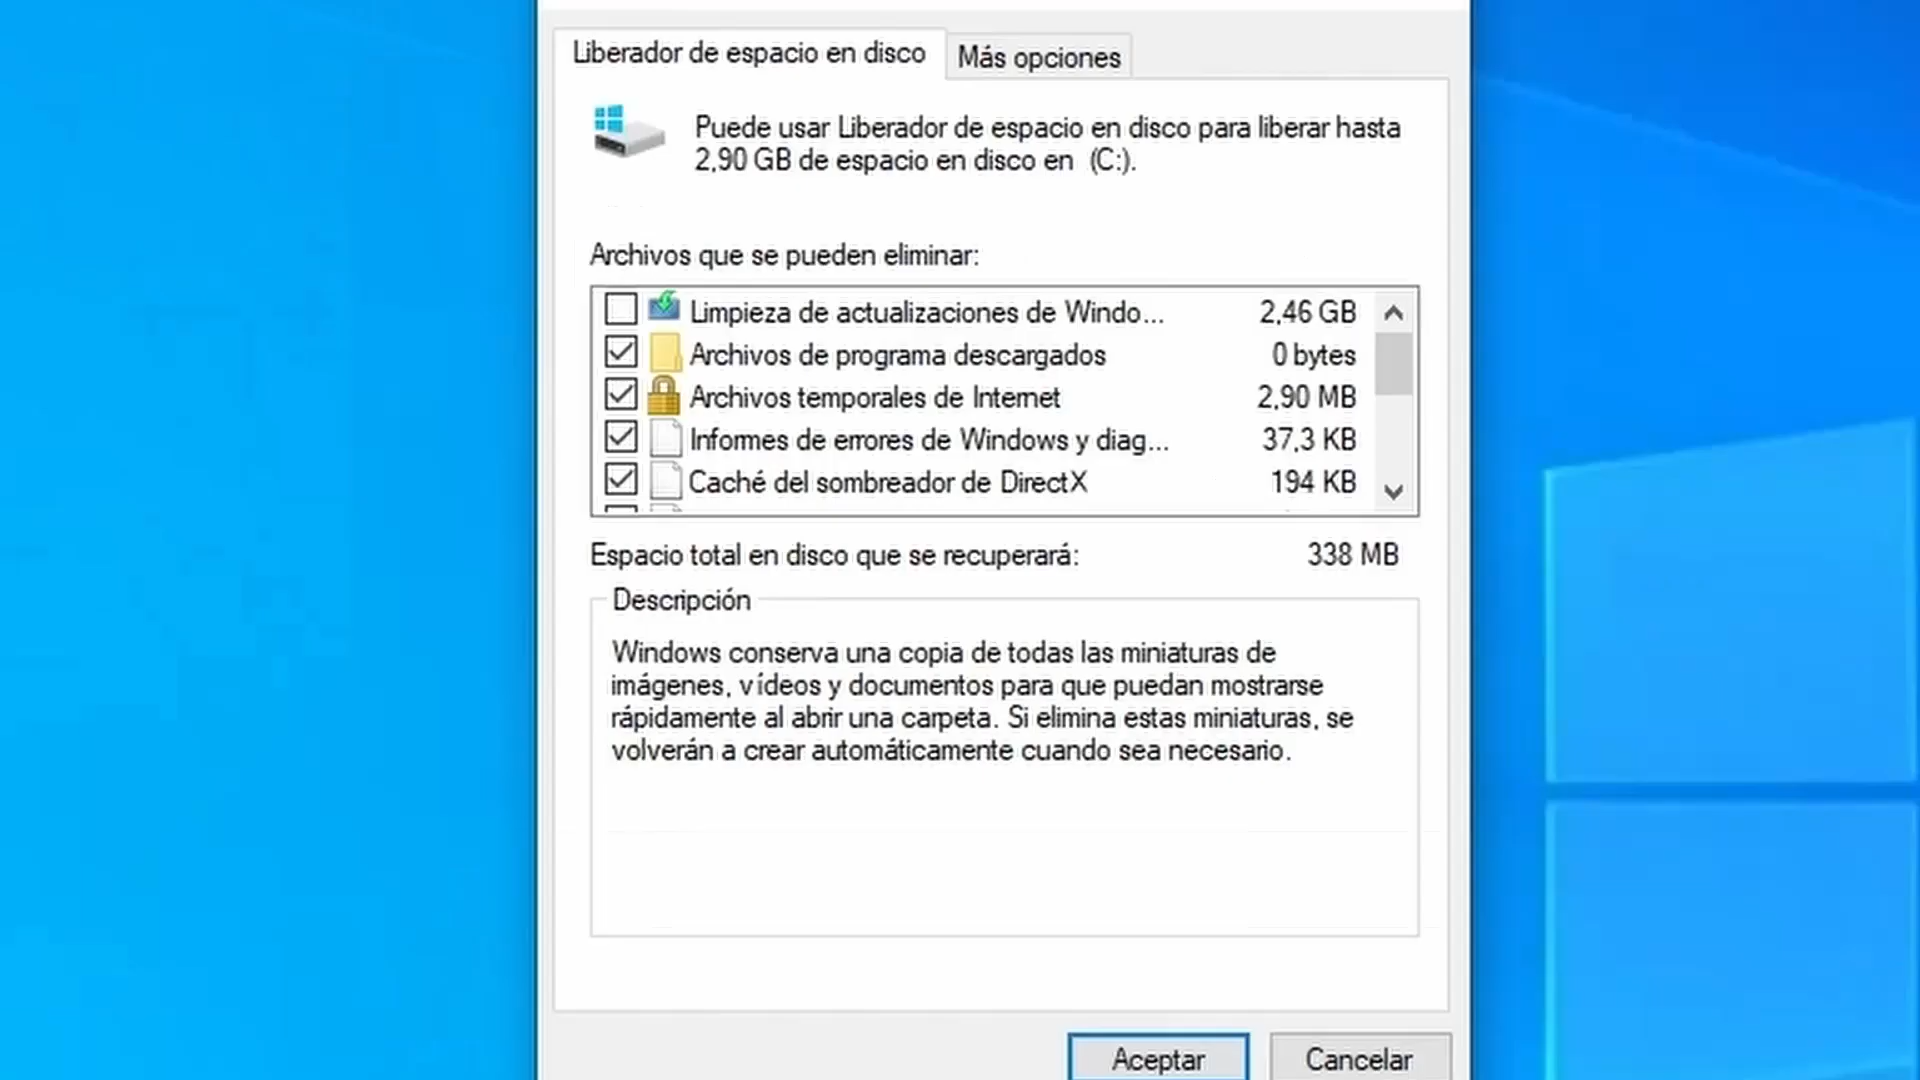 Liberador de espacio en disco
Más opciones
Puede usar Liberador de espacio en disco para liberar hasta
2,90 GB de espacio en disco en (C:).
Archivos que se pueden eliminar:
Limpieza de actualizaciones de Windo... 2,46 GB
Archivos de programa descargados 0 bytes
Archivos temporales de Internet 2,90 MB
Informes de errores de Windows y diag... 37,3 KB
Caché del sombreador de DirectX 194 KB
Espacio total en disco que se recuperará: 338 MB
Descripción
Windows conserva una copia de todas las miniaturas de
imágenes, vídeos y documentos para que puedan mostrarse
rápidamente al abrir una carpeta. Si elimina estas miniaturas, se
volverán a crear automáticamente cuando sea necesario.
Aceptar
Cancelar